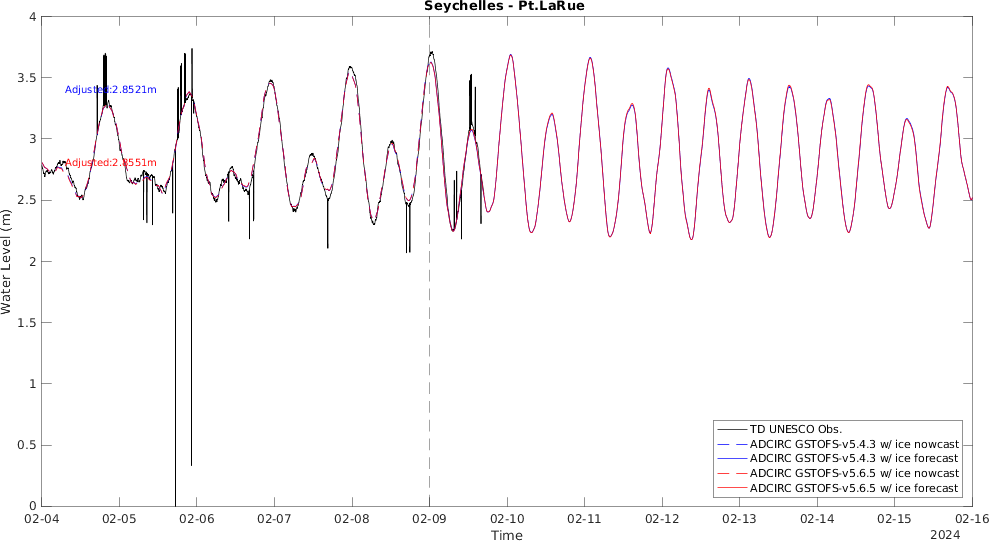 Seychelles - Pt.LaRue
4
3.5
3
2.5
2
1.5
1
0.5
0
Water Level (m)
Adjusted:2.8521m
Adjusted:2.8551m
TD UNESCO Obs.
ADCIRC GSTOFS-v5.4.3 w/ ice nowcast
ADCIRC GSTOFS-v5.4.3 w/ ice forecast
ADCIRC GSTOFS-v5.6.5 w/ ice nowcast
ADCIRC GSTOFS-v5.6.5 w/ ice forecast
02-04 02-05 02-06 02-07 02-08 02-09 02-10 02-11 02-12 02-13 02-14 02-15 02-16
Time
2024